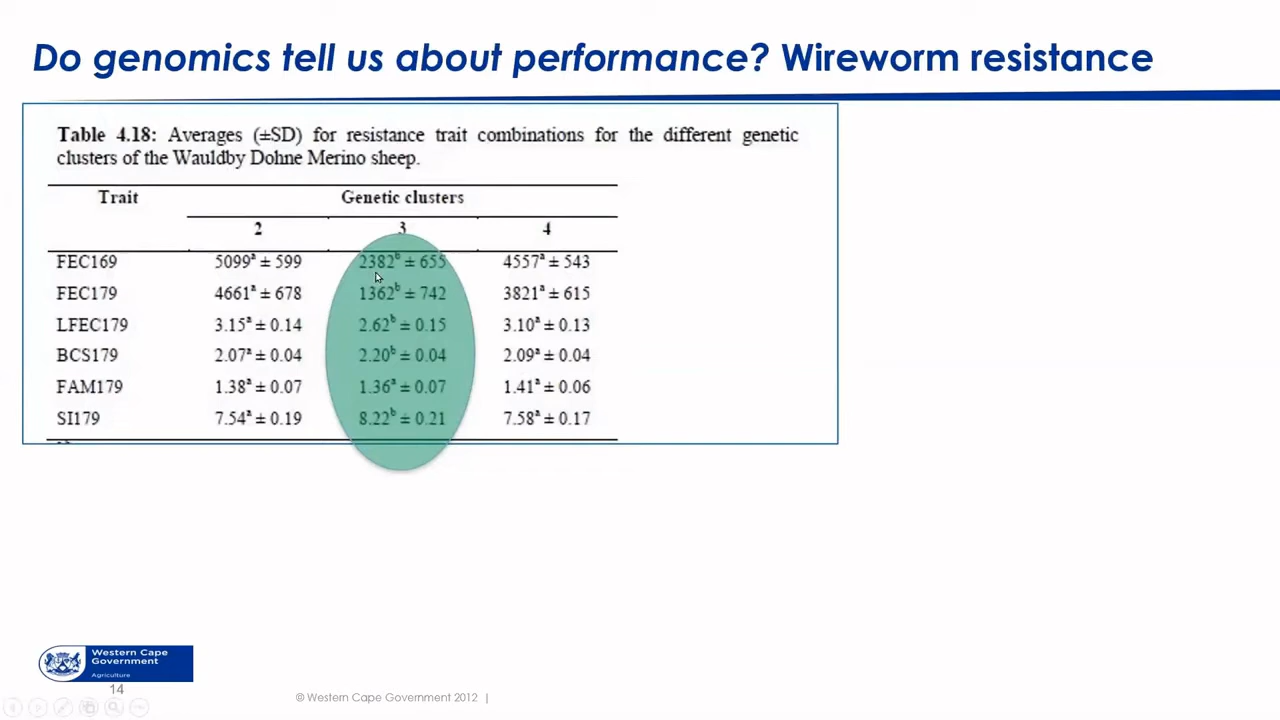 Do genomics tell us about performance? Wireworm resistance
Table 4.18: Averages (±SD) for resistance trait combinations for the different genetic
clusters of the Wauldby Dohne Merino sheep.
Trait Genetic clusters
2 3 4
FEC169 5099ᵃ ± 599 2382ᵇ ± 655 4557ᵃ ± 543
FEC179 4661ᵃ ± 678 1362ᵇ ± 742 3821ᵃ ± 615
LFEC179 3.15ᵃ ± 0.14 2.62ᵇ ± 0.15 3.10ᵃ ± 0.13
BCS179 2.07ᵃ ± 0.04 2.20ᵇ ± 0.04 2.09ᵃ ± 0.04
FAM179 1.38ᵃ ± 0.07 1.36ᵃ ± 0.07 1.41ᵃ ± 0.06
SI179 7.54ᵃ ± 0.19 8.22ᵇ ± 0.21 7.58ᵃ ± 0.17
Western Cape
Government
Agriculture
14
© Western Cape Government 2012 |